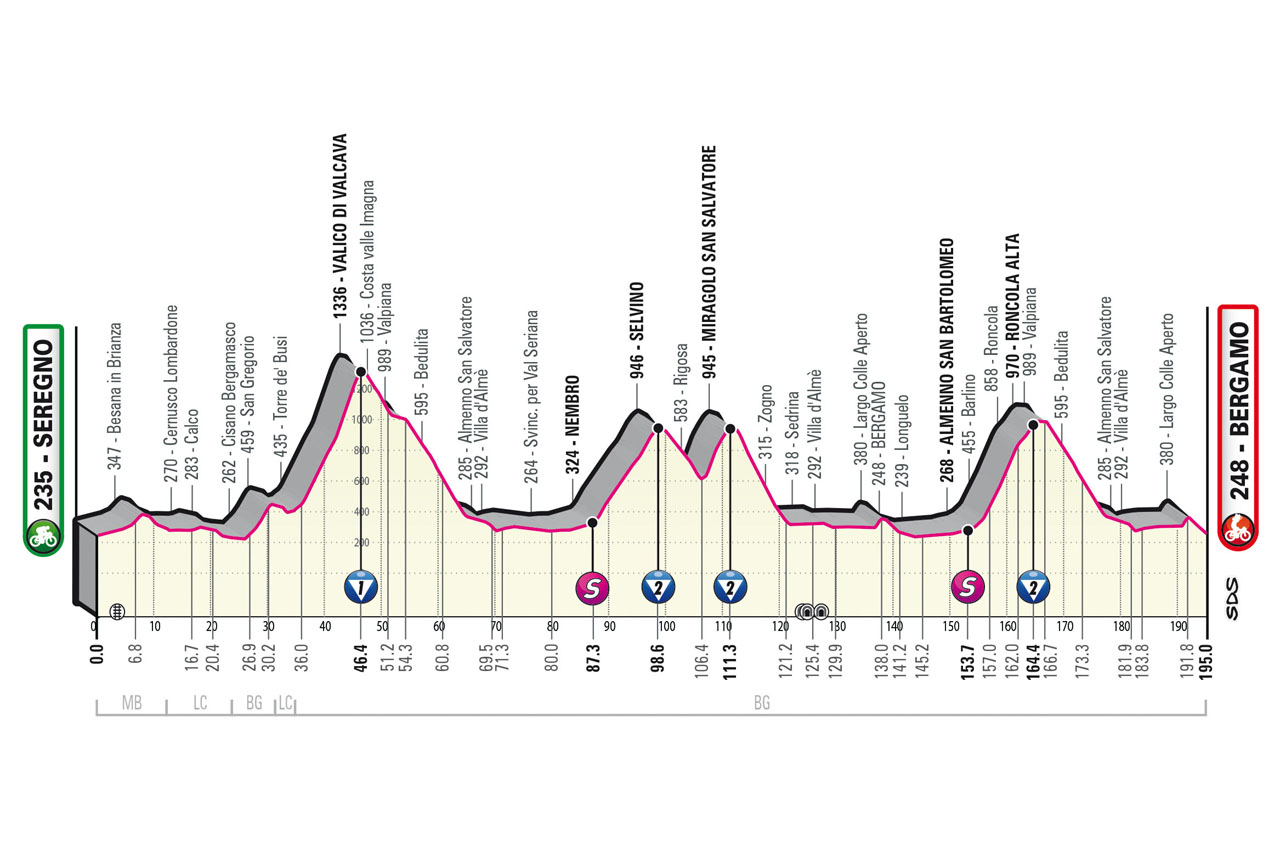 235 - SEREGNO
347 - Besana in Brianza
270 - Cernusco Lombardone
283 - Calco
262 - Cisano Bergamasco
459 - San Gregorio
435 - Torre de' Busi
1336 - VALICO DI VALCAVA
1036 - Costa valle Imagna
989 - Valpiana
595 - Bedulita
285 - Almenno San Salvatore
292 - Villa d'Almè
264 - Svinc. per Val Seriana
324 - NEMBRO
946 - SELVINO
583 - Rigosa
945 - MIRAGOLO SAN SALVATORE
315 - Zogno
318 - Sedrina
292 - Villa d'Almè
380 - Largo Colle Aperto
248 - BERGAMO
239 - Longuelo
268 - ALMENNO SAN BARTOLOMEO
455 - Barlino
858 - Roncola
970 - RONCOLA ALTA
989 - Valpiana
595 - Bedulita
285 - Almenno San Salvatore
292 - Villa d'Almè
380 - Largo Colle Aperto
248 - BERGAMO
1200
1000
800
600
400
200
1
S
2
2
S
2
SDS
0 10 20 30 40 50 60 70 80 90 100 110 120 130 140 150 160 170 180 190
0.0 6.8 16.7 20.4 26.9 30.2 36.0 46.4 51.2 54.3 60.8 69.5 71.3 80.0 87.3 98.6 106.4 111.3 121.2 125.4 129.9 138.0 141.2 145.2 153.7 157.0 162.0 164.4 166.7 173.3 181.9 183.8 191.8 195.0
MB LC BG LC BG